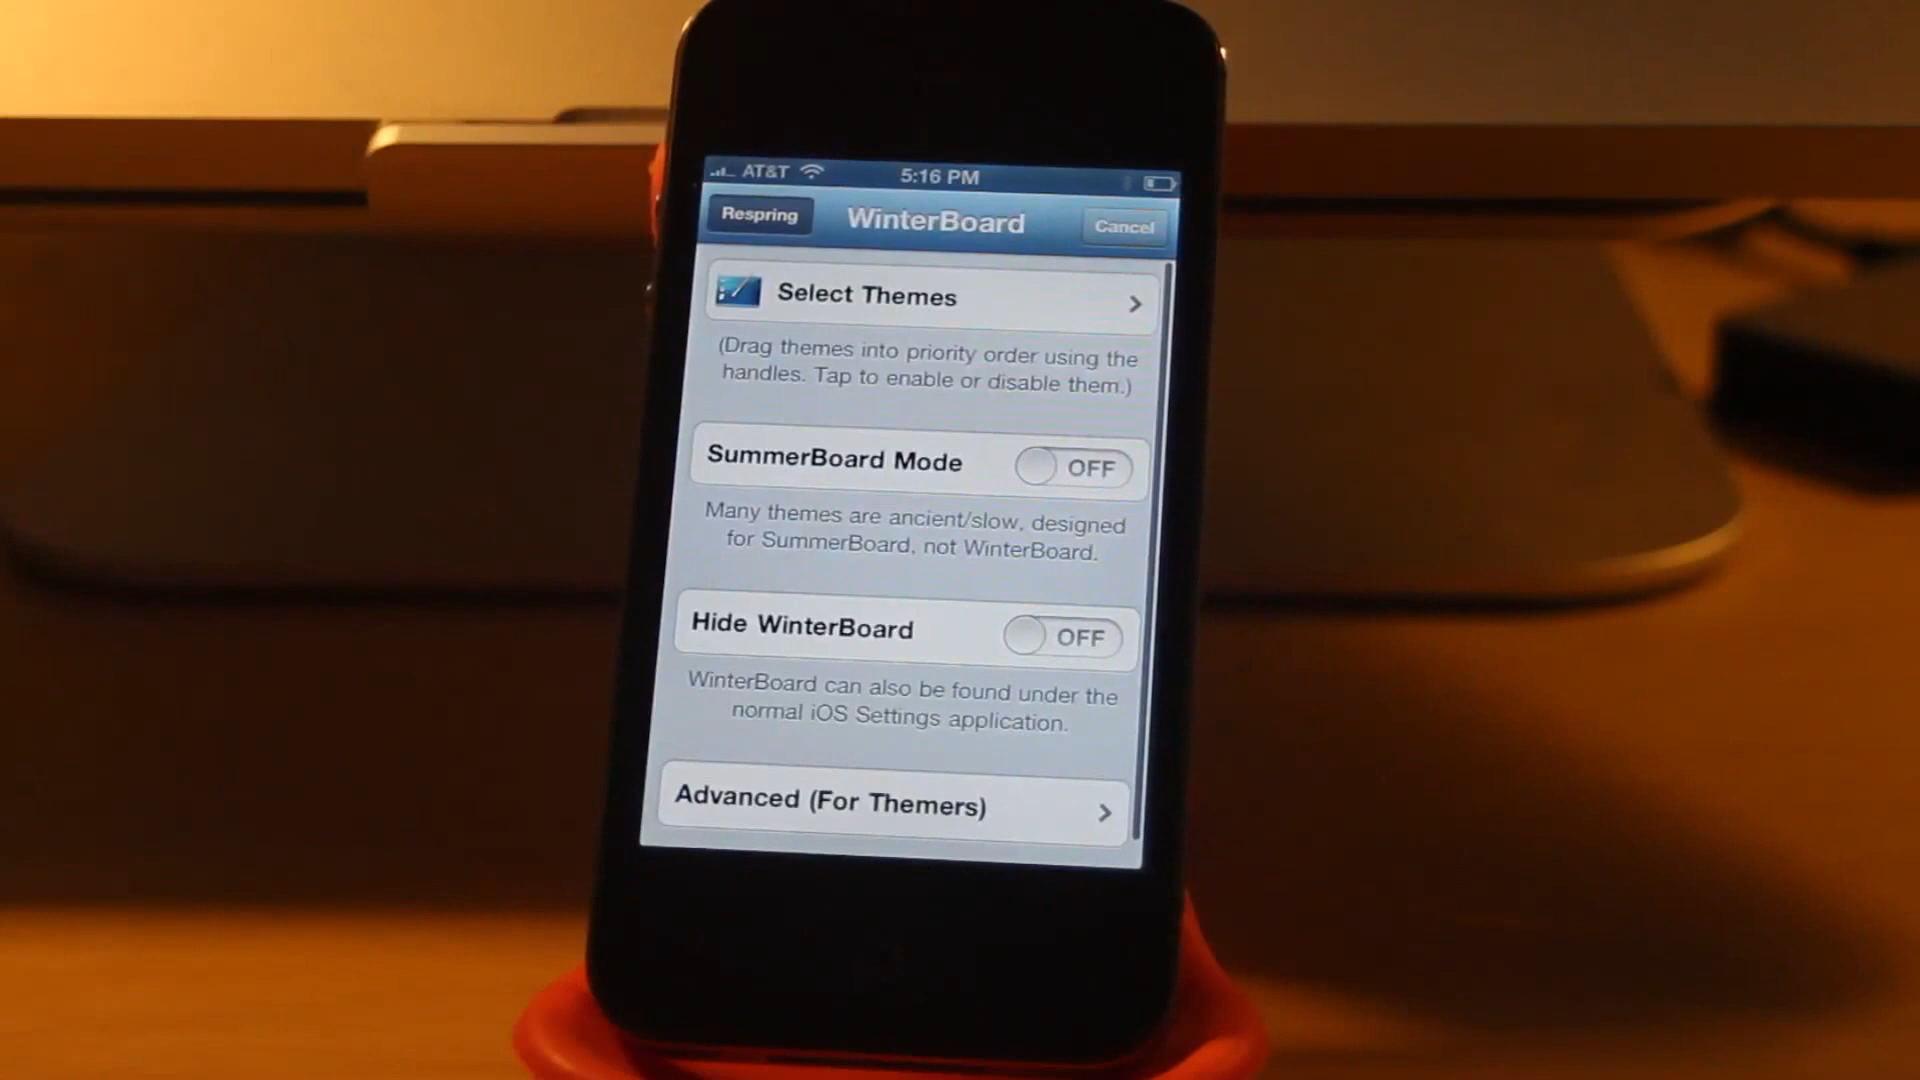 AT&T 5:16 PM
Respring WinterBoard Cancel
Select Themes
(Drag themes into priority order using the
handles. Tap to enable or disable them.)
SummerBoard Mode OFF
Many themes are ancient/slow, designed
for SummerBoard, not WinterBoard.
Hide WinterBoard OFF
WinterBoard can also be found under the
normal iOS Settings application.
Advanced (For Themers)